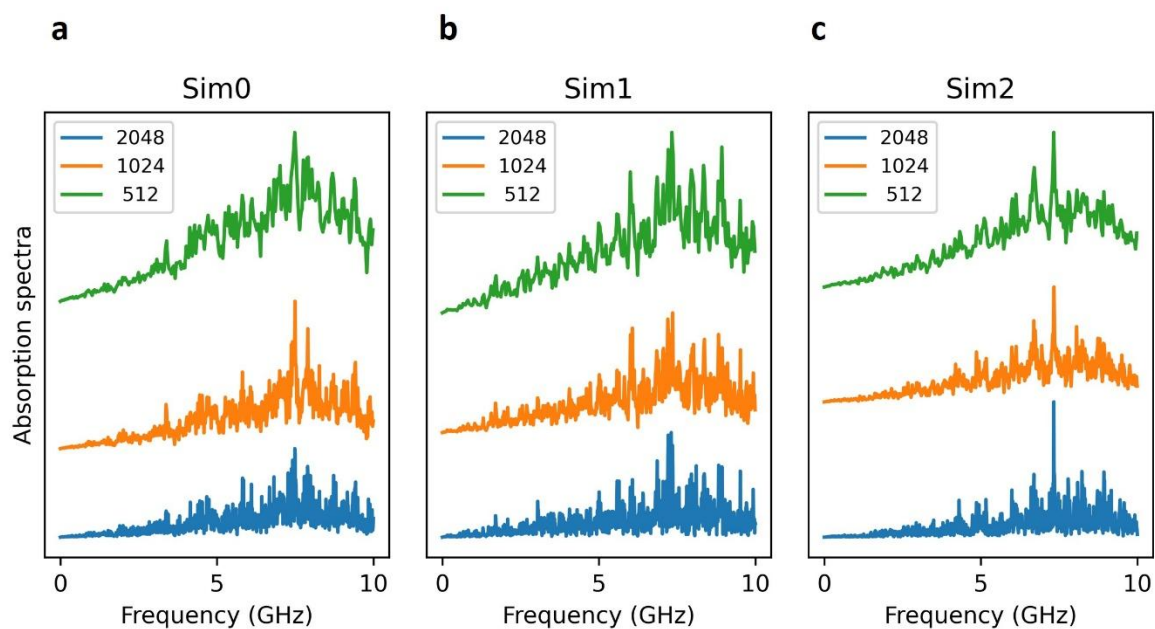 a
b
c
Sim0
Sim1
Sim2
2048
1024
512
2048
1024
512
2048
1024
512
Absorption spectra
0
5
10
0
5
10
0
5
10
Frequency (GHz)
Frequency (GHz)
Frequency (GHz)